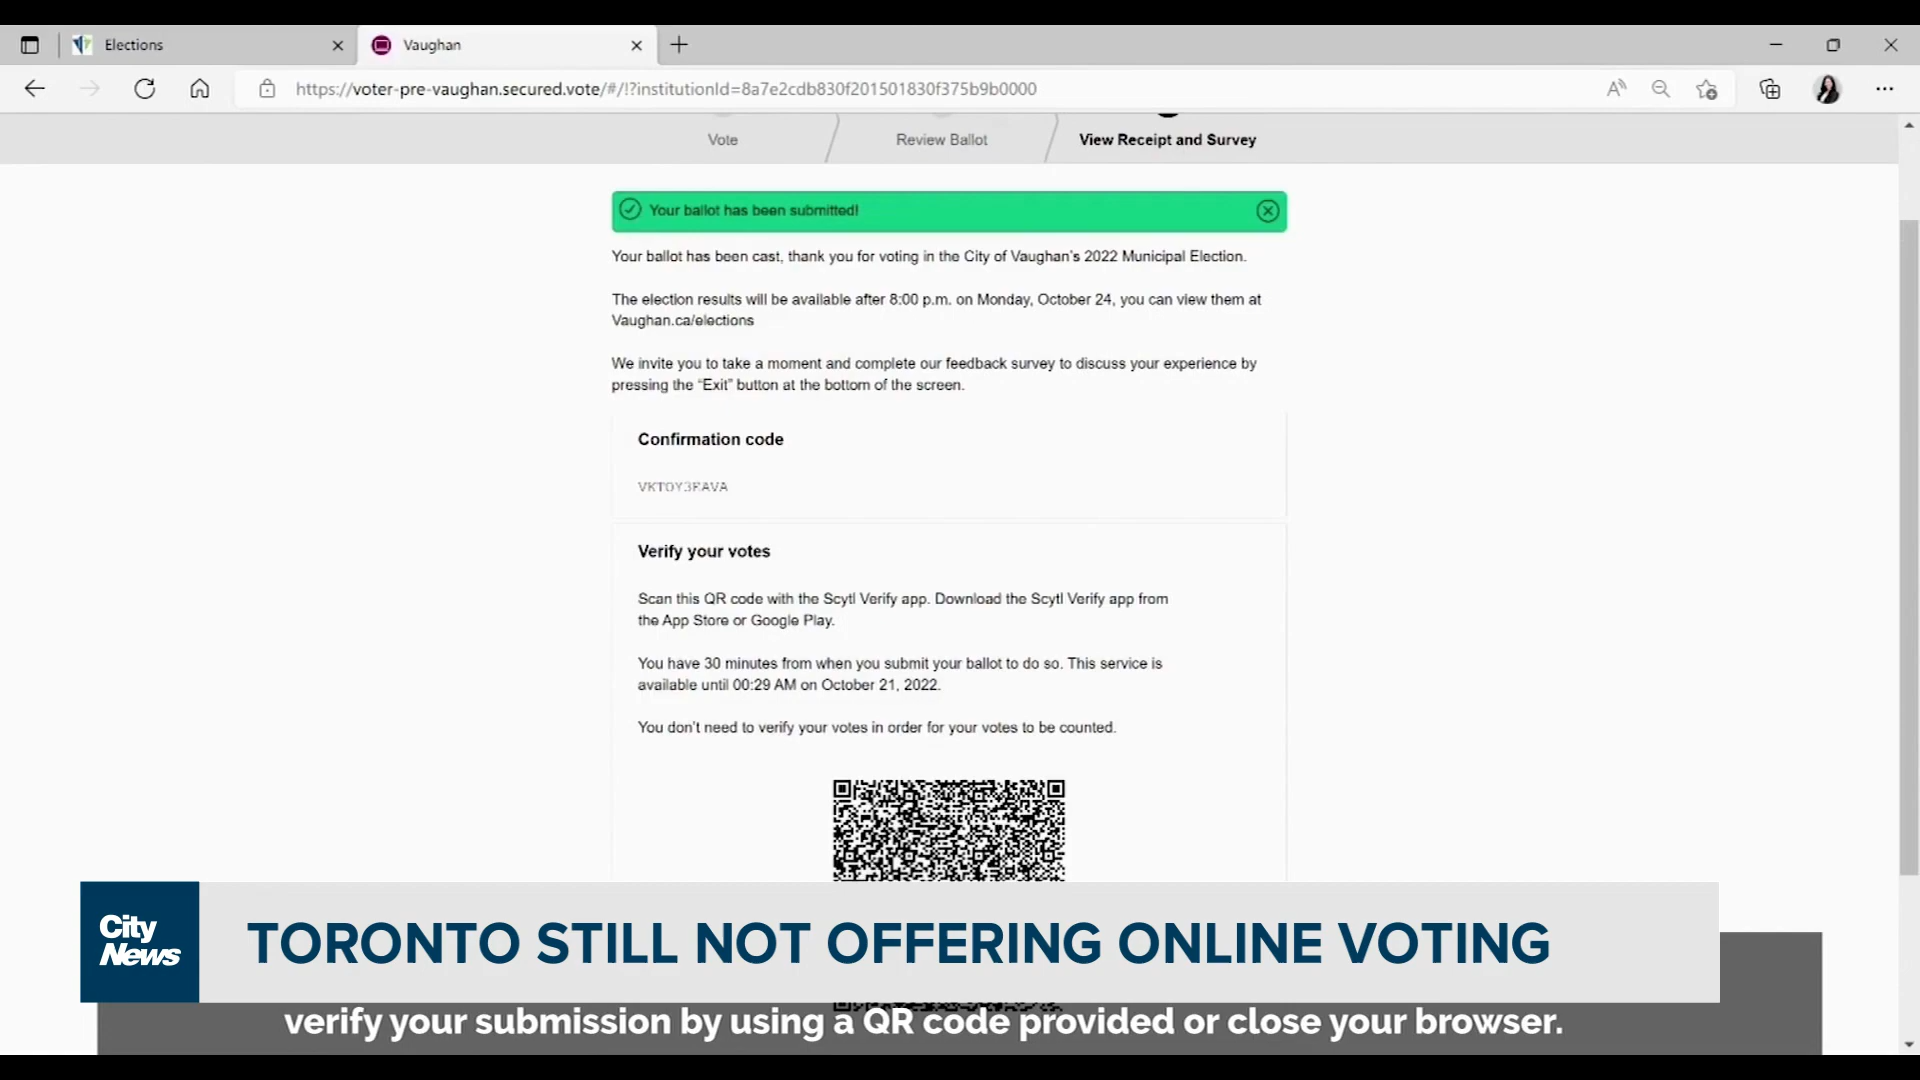 Elections
Vaughan
https://voter-pre-vaughan.secured.vote/#/!?institutionId=8a7e2cdb830f201501830f375b9b0000
Vote
Review Ballot
View Receipt and Survey
Your ballot has been submitted!
Your ballot has been cast, thank you for voting in the City of Vaughan's 2022 Municipal Election.
The election results will be available after 8:00 p.m. on Monday, October 24, you can view them at
Vaughan.ca/elections
We invite you to take a moment and complete our feedback survey to discuss your experience by
pressing the “Exit” button at the bottom of the screen.
Confirmation code
Verify your votes
Scan this QR code with the Scytl Verify app. Download the Scytl Verify app from
the App Store or Google Play.
You have 30 minutes from when you submit your ballot to do so. This service is
available until 00:29 AM on October 21, 2022.
You don't need to verify your votes in order for your votes to be counted.
City
News
TORONTO STILL NOT OFFERING ONLINE VOTING
verify your submission by using a QR code provided or close your browser.